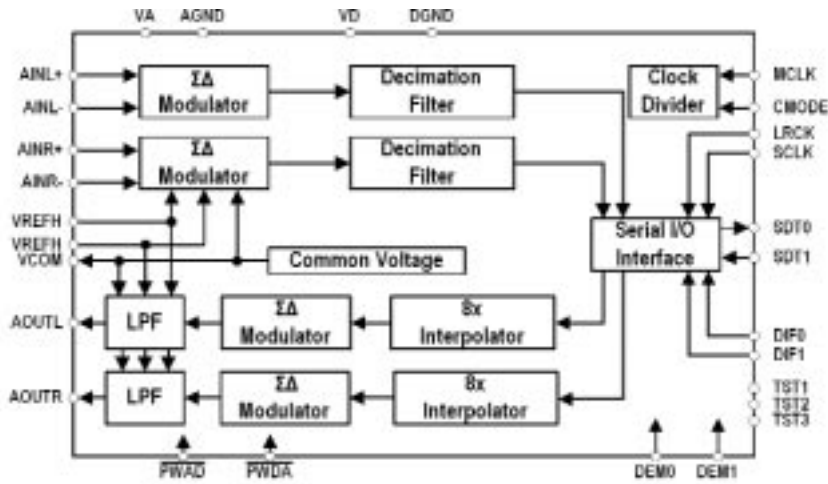 VA AGND VD DGND
AINL+
AINL-
AINR+
AINR-
VREFH
VREFH
VCOM
AOUTL
AOUTR
ΣΔ
Modulator
Decimation
Filter
Clock
Divider
ΣΔ
Modulator
Decimation
Filter
Serial I/O
Interface
Common Voltage
LPF
ΣΔ
Modulator
8x
Interpolator
LPF
ΣΔ
Modulator
8x
Interpolator
MCLK
CMODE
LRCK
SCLK
SDT0
SDT1
DIF0
DIF1
TST1
TST2
TST3
PWAD PWDA DEM0 DEM1